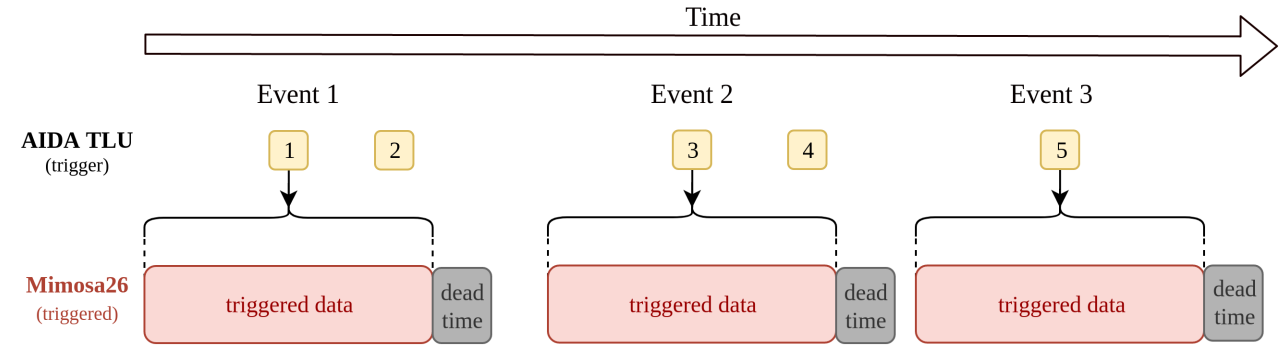 Time
Event 1
Event 2
Event 3
AIDA TLU
(trigger)
1
2
3
4
5
Mimosa26
(triggered)
triggered data
dead
time
triggered data
dead
time
triggered data
dead
time